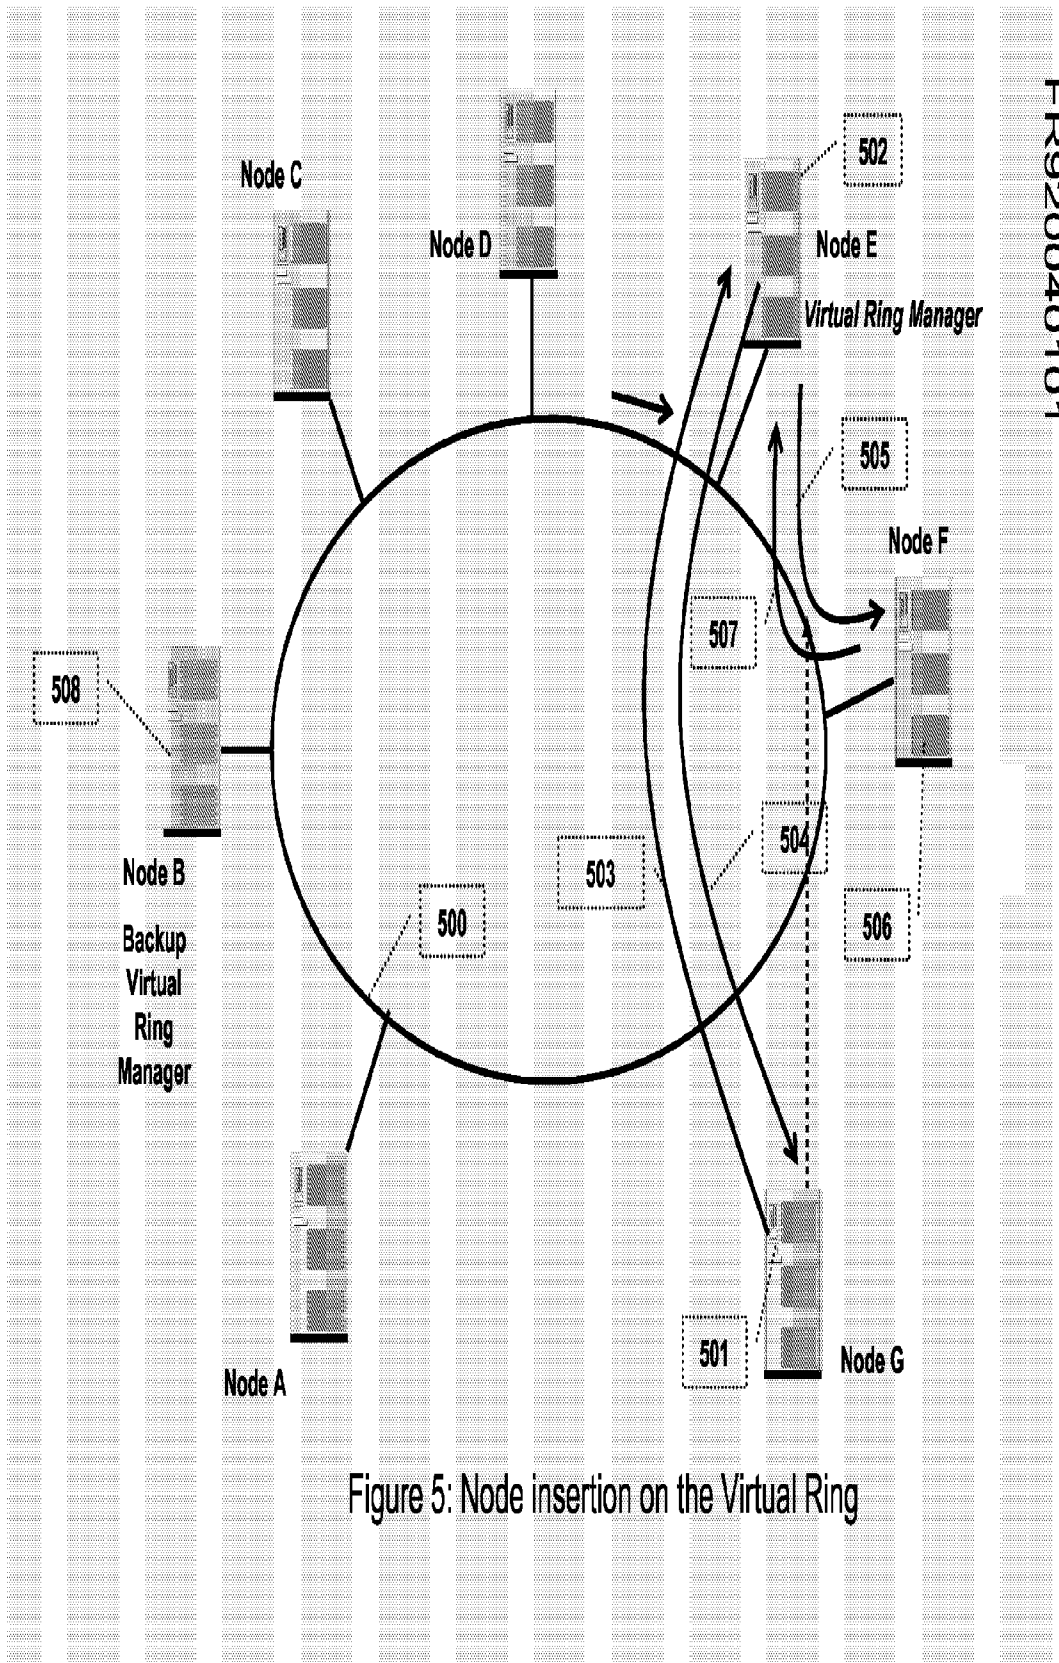 FR920040101
502
Node C
Node D
Node E
Virtual Ring Manager
505
Node F
507
508
503
504
Node B
500
506
Backup
Virtual
Ring
Manager
501
Node G
Node A
Figure 5: Node insertion on the Virtual Ring